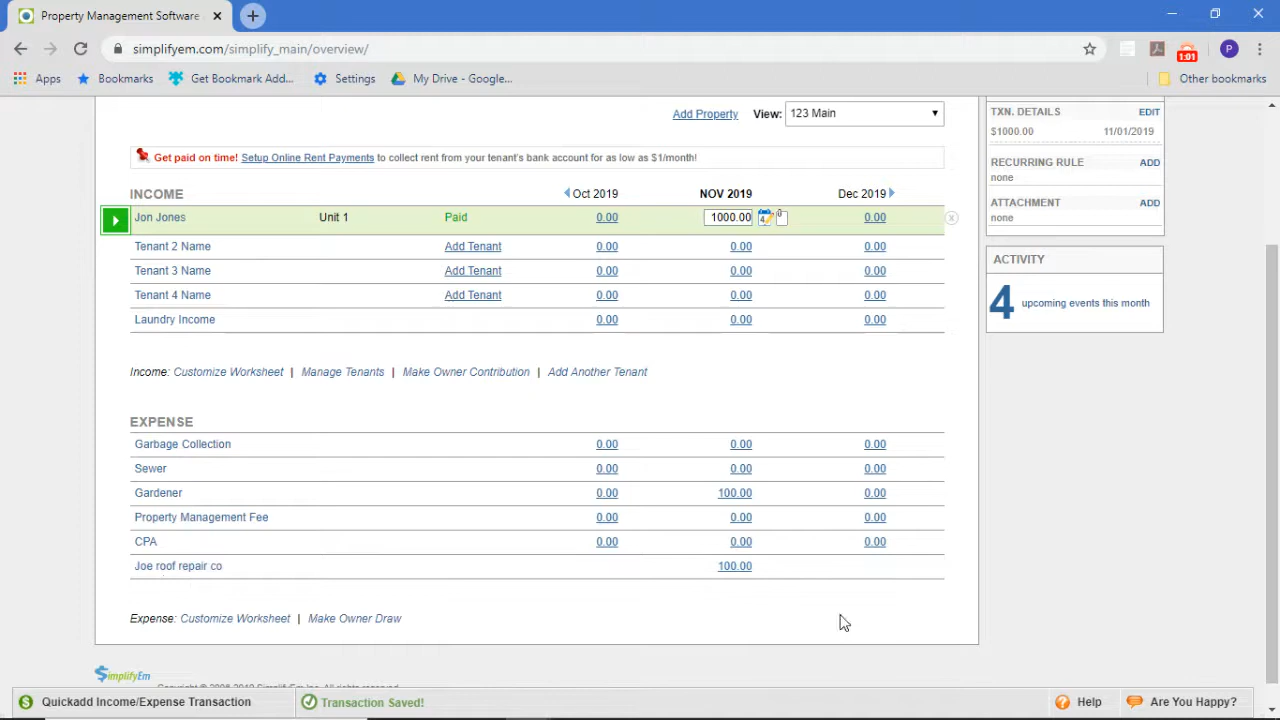 Property Management Software
simplifyem.com/simplify_main/overview/
P
1:01
Apps
Bookmarks
Get Bookmark Add...
Settings
My Drive - Google...
Other bookmarks
Add Property View: 123 Main
Get paid on time! Setup Online Rent Payments to collect rent from your tenant's bank account for as low as $1/month!
INCOME Oct 2019 NOV 2019 Dec 2019
Jon Jones Unit 1 Paid 0.00 1000.00 0.00
Tenant 2 Name Add Tenant 0.00 0.00 0.00
Tenant 3 Name Add Tenant 0.00 0.00 0.00
Tenant 4 Name Add Tenant 0.00 0.00 0.00
Laundry Income 0.00 0.00 0.00
Income: Customize Worksheet | Manage Tenants | Make Owner Contribution | Add Another Tenant
EXPENSE
Garbage Collection 0.00 0.00 0.00
Sewer 0.00 0.00 0.00
Gardener 0.00 100.00 0.00
Property Management Fee 0.00 0.00 0.00
CPA 0.00 0.00 0.00
Joe roof repair co 100.00
Expense: Customize Worksheet | Make Owner Draw
TXN. DETAILS EDIT
$1000.00 11/01/2019
RECURRING RULE ADD
none
ATTACHMENT ADD
none
ACTIVITY
4 upcoming events this month
SimplifyEm
Quickadd Income/Expense Transaction
Transaction Saved!
Help
Are You Happy?